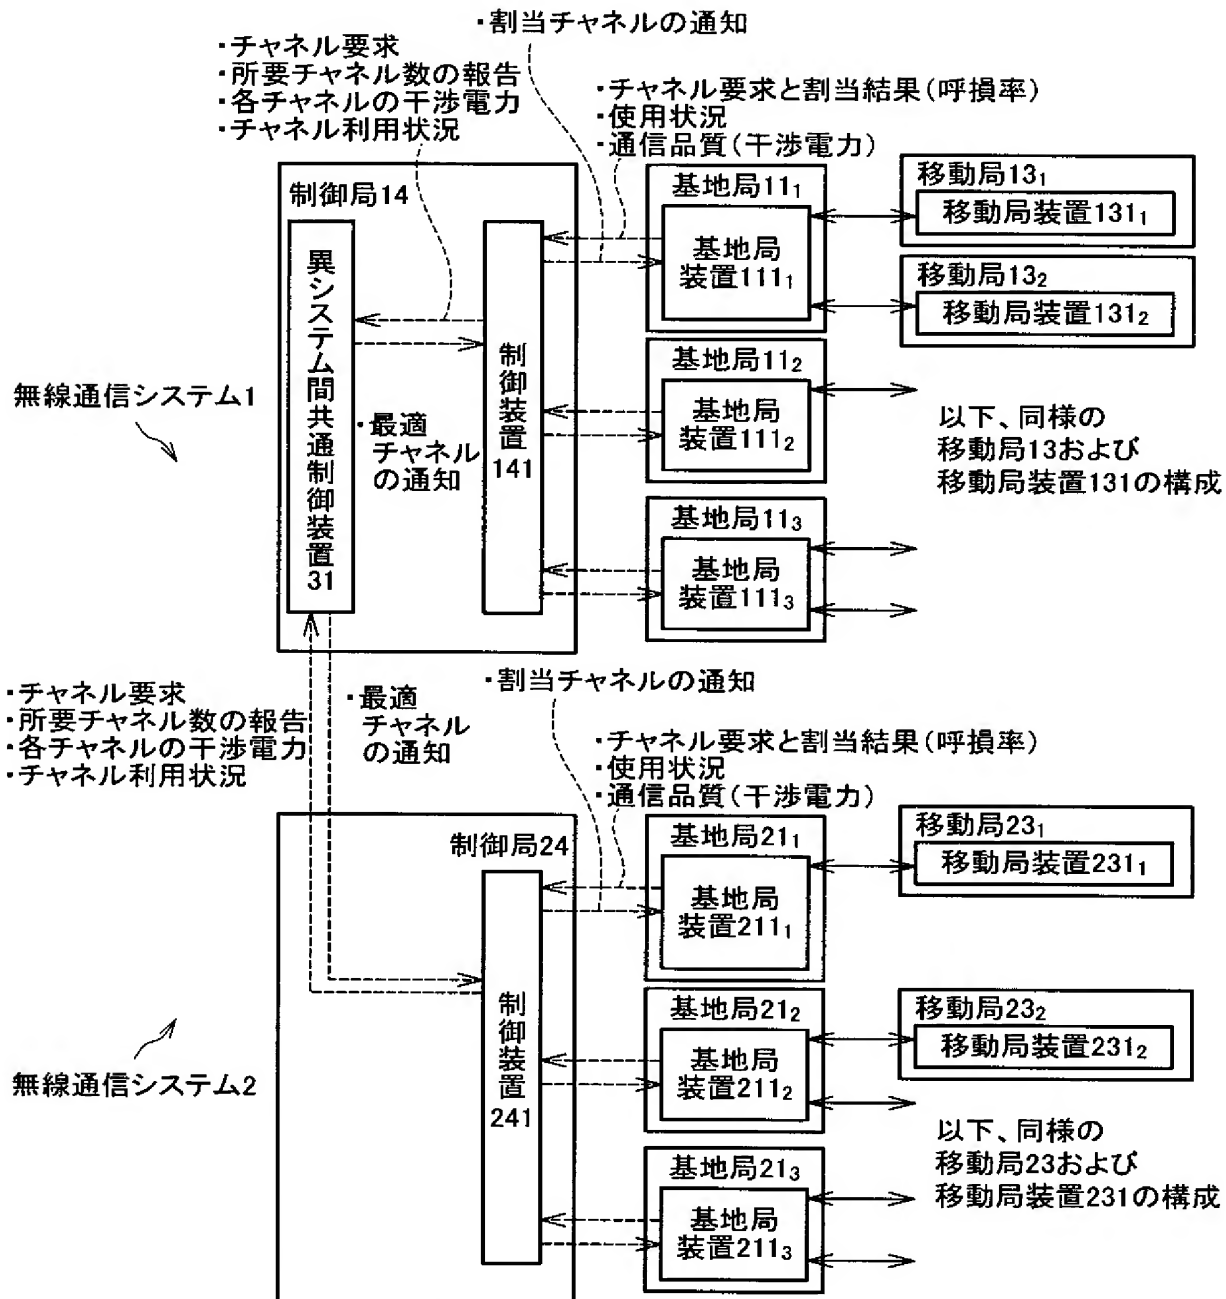 ・割当チャネルの通知
・チャネル要求
・所要チャネル数の報告
・各チャネルの干渉電力
・チャネル利用状況
・チャネル要求と割当結果(呼損率)
・使用状況
・通信品質(干渉電力)
制御局14
異システム間共通制御装置31
・最適
チャネル
の通知
制御装置141
基地局11₁
基地局
装置111₁
移動局13₁
移動局装置131₁
移動局13₂
移動局装置131₂
基地局11₂
基地局
装置111₂
無線通信システム1
以下、同様の
移動局13および
移動局装置131の構成
基地局11₃
基地局
装置111₃
・チャネル要求
・所要チャネル数の報告
・各チャネルの干渉電力
・チャネル利用状況
・最適
チャネル
の通知
・割当チャネルの通知
・チャネル要求と割当結果(呼損率)
・使用状況
・通信品質(干渉電力)
制御局24
制御装置241
基地局21₁
基地局
装置211₁
移動局23₁
移動局装置231₁
基地局21₂
基地局
装置211₂
移動局23₂
移動局装置231₂
無線通信システム2
以下、同様の
移動局23および
移動局装置231の構成
基地局21₃
基地局
装置211₃